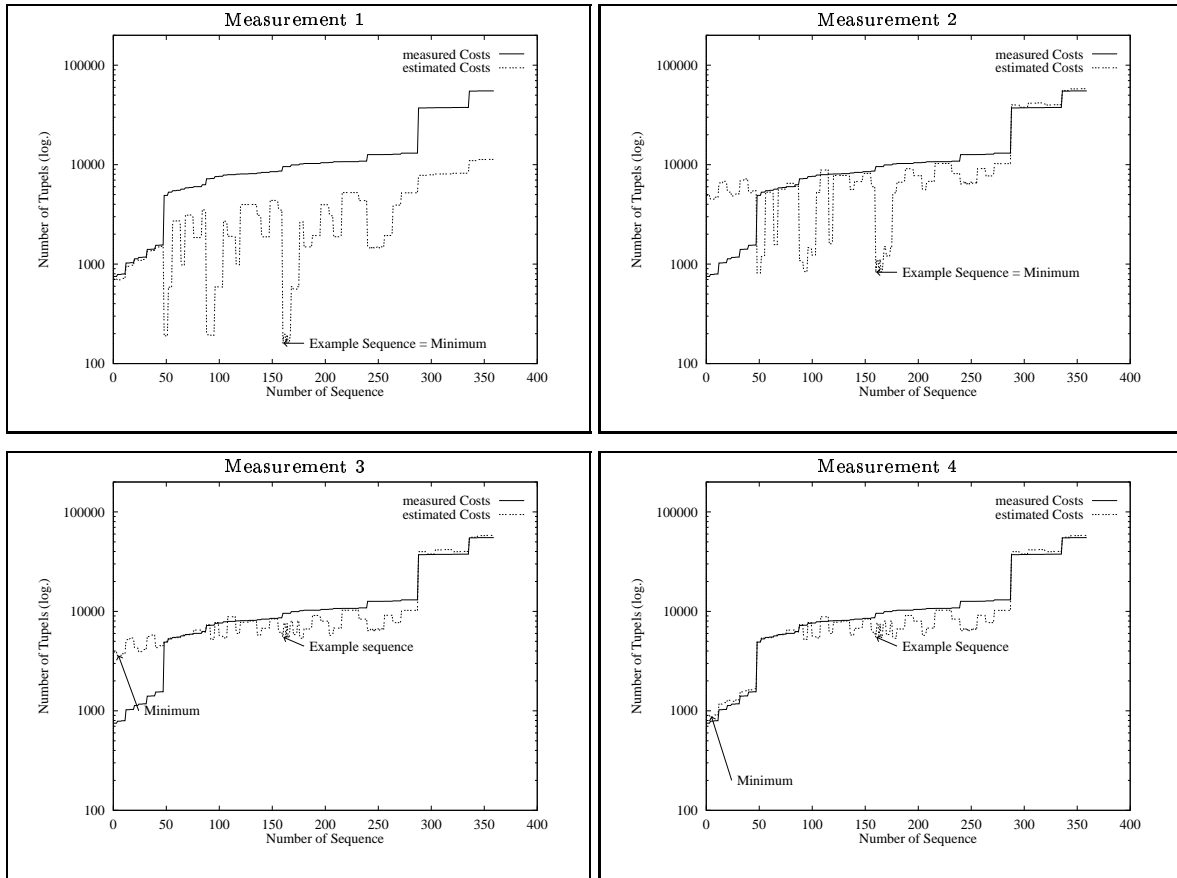 Measurement 1
measured Costs
estimated Costs
100000
10000
1000
100
Number of Tupels (log.)
Example Sequence = Minimum
0 50 100 150 200 250 300 350 400
Number of Sequence
Measurement 2
measured Costs
estimated Costs
100000
10000
1000
100
Number of Tupels (log.)
Example Sequence = Minimum
0 50 100 150 200 250 300 350 400
Number of Sequence
Measurement 3
measured Costs
estimated Costs
100000
10000
1000
100
Number of Tupels (log.)
Example sequence
Minimum
0 50 100 150 200 250 300 350 400
Number of Sequence
Measurement 4
measured Costs
estimated Costs
100000
10000
1000
100
Number of Tupels (log.)
Example Sequence
Minimum
0 50 100 150 200 250 300 350 400
Number of Sequence